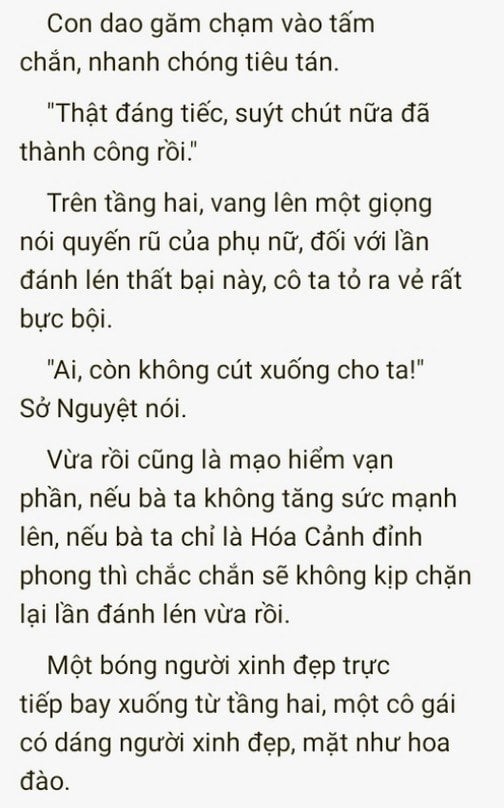 Con dao găm chạm vào tấm
chắn, nhanh chóng tiêu tán.
"Thật đáng tiếc, suýt chút nữa đã
thành công rồi."
Trên tầng hai, vang lên một giọng
nói quyến rũ của phụ nữ, đối với lần
đánh lén thất bại này, cô ta tỏ ra vẻ rất
bực bội.
"Ai, còn không cút xuống cho ta!"
Sở Nguyệt nói.
Vừa rồi cũng là mạo hiểm vạn
phần, nếu bà ta không tăng sức mạnh
lên, nếu bà ta chỉ là Hóa Cảnh đỉnh
phong thì chắc chắn sẽ không kịp chặn
lại lần đánh lén vừa rồi.
Một bóng người xinh đẹp trực
tiếp bay xuống từ tầng hai, một cô gái
có dáng người xinh đẹp, mặt như hoa
đào.